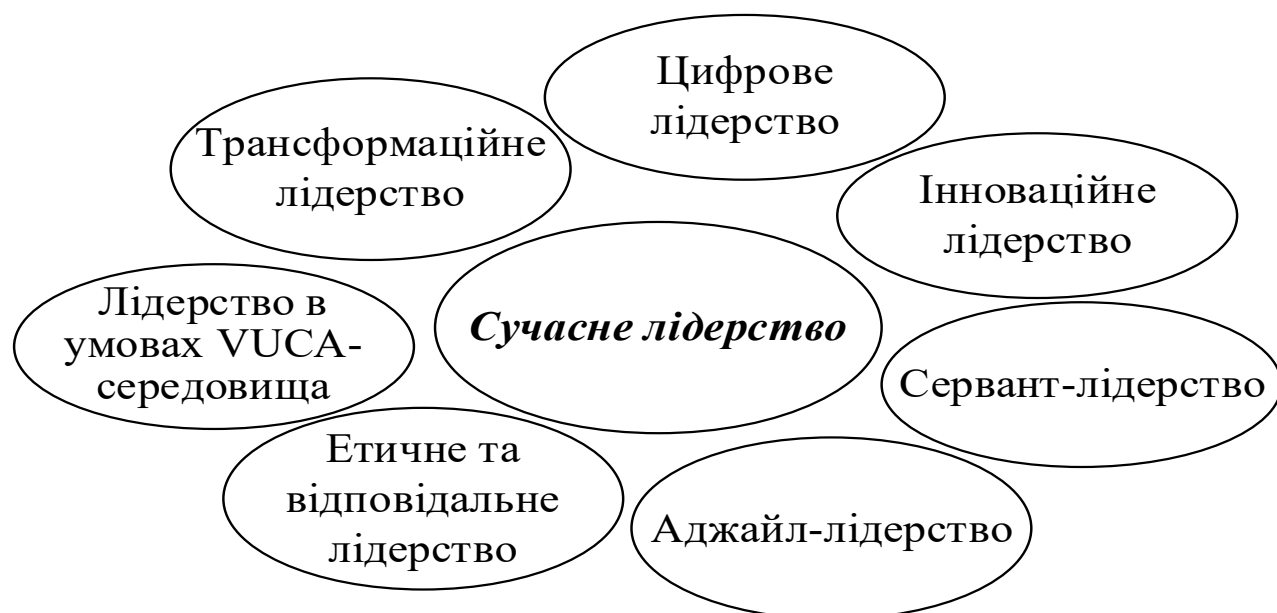 Цифрове
лідерство
Трансформаційне
лідерство
Інноваційне
лідерство
Лідерство в
умовах VUCA-
середовища
Сучасне лідерство
Сервант-лідерство
Етичне та
відповідальне
лідерство
Аджайл-лідерство